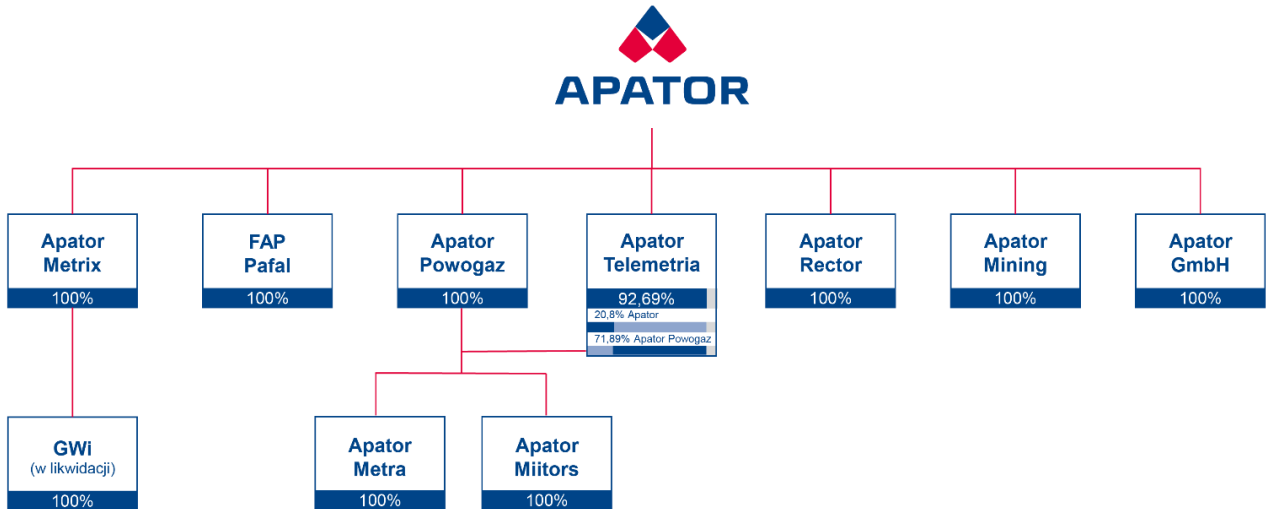 APATOR
Apator
Metrix
100%
FAP
Pafal
100%
Apator
Powogaz
100%
Apator
Telemetria
92,69%
20,8% Apator
71,89% Apator Powogaz
Apator
Rector
100%
Apator
Mining
100%
Apator
GmbH
100%
GWi
(w likwidacji)
100%
Apator
Metra
100%
Apator
Miitors
100%